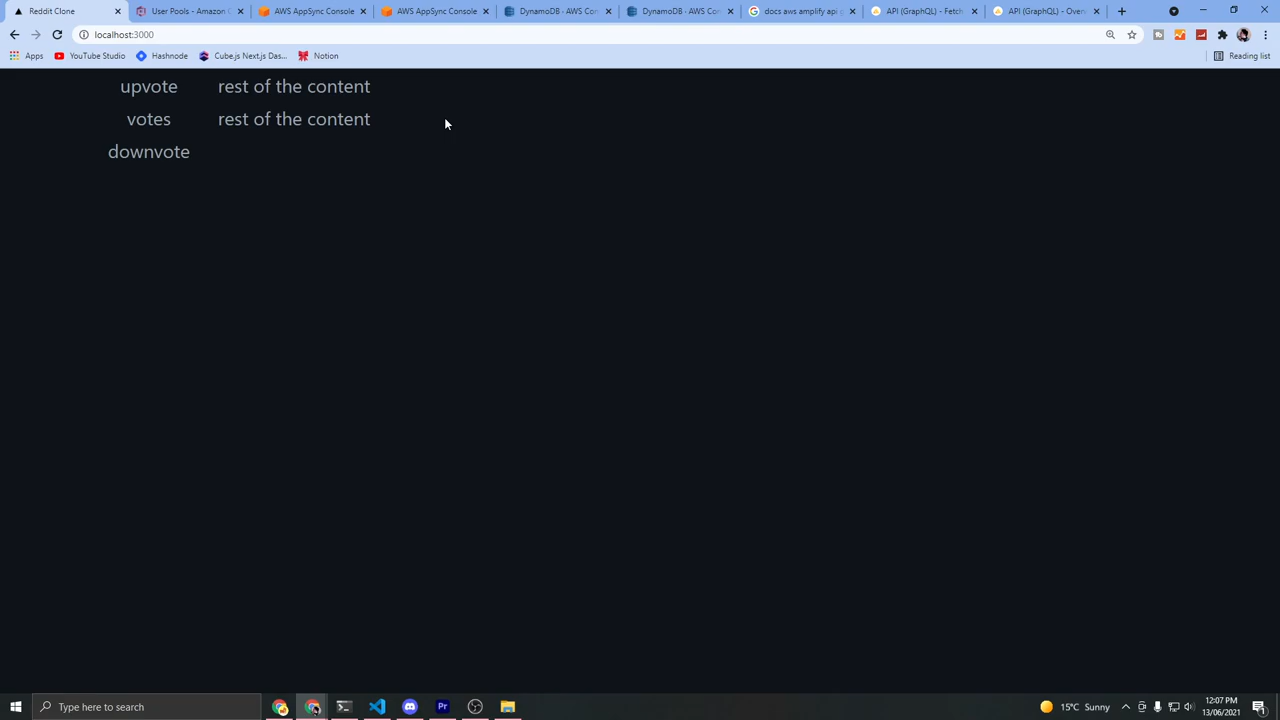 Reddit Clone
User Pools - Amazon C
AWS AppSync Console
AWS AppSync Console
DynamoDB · AWS Con
DynamoDB · AWS Con
docs aws amplify api g
API (GraphQL) - Fetch
API (GraphQL) - Over
localhost:3000
Apps
YouTube Studio
Hashnode
Cube.js Next.js Das...
Notion
Reading list
upvote rest of the content
votes rest of the content
downvote
Type here to search
Pr
15°C Sunny
12:07 PM
13/06/2021